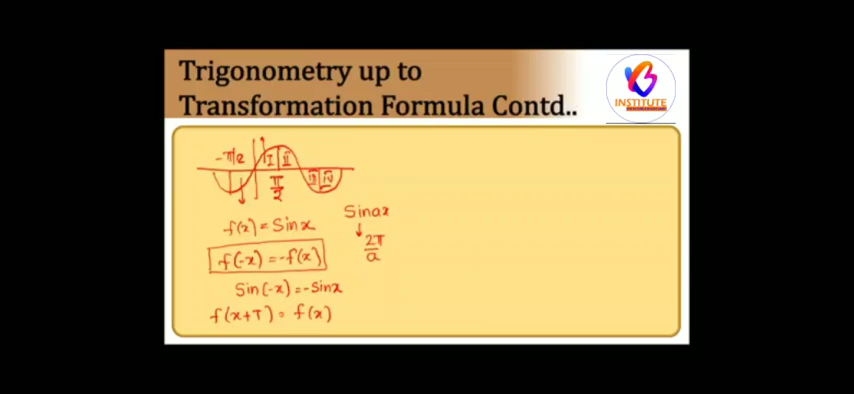 Trigonometry up to
Transformation Formula Contd..
INSTITUTE
-π/2
I II
π/2
III IV
f(x) = Sinx
Sinax
↓
2π/a
f(-x) = -f(x)
Sin(-x) = -Sinx
f(x+T) = f(x)